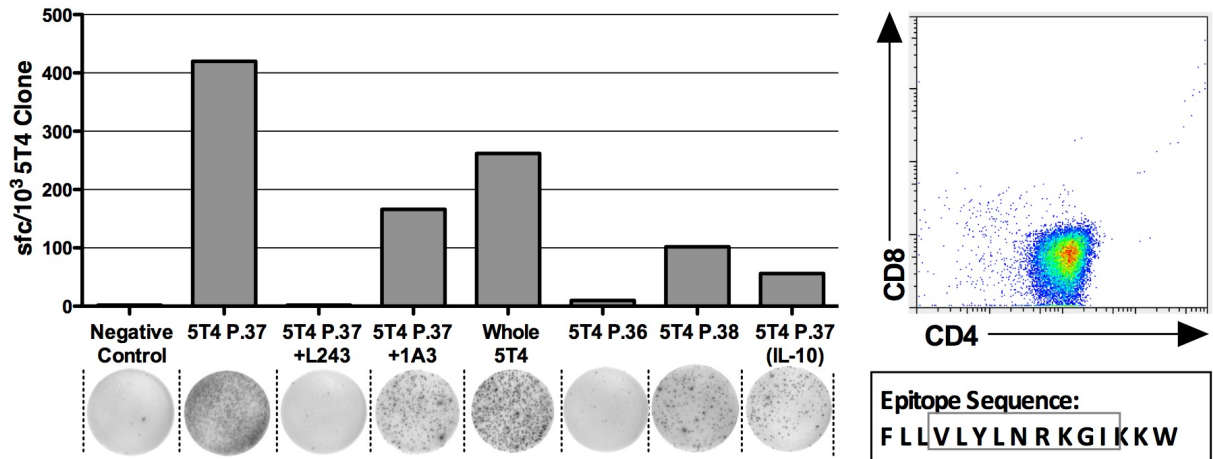 500
400
300
200
100
0
sfc/10³ 5T4 Clone
Negative Control
5T4 P.37
5T4 P.37 +L243
5T4 P.37 +1A3
Whole 5T4
5T4 P.36
5T4 P.38
5T4 P.37 (IL-10)
CD8
CD4
Epitope Sequence:
F L L V L Y L N R K G I K K W